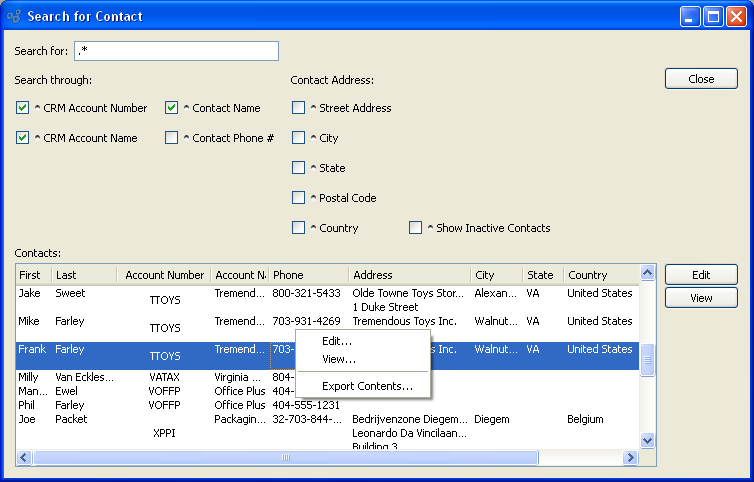 Search for Contact
Search for: .*
Close
Search through:
Contact Address:
^ CRM Account Number
^ Contact Name
^ Street Address
^ CRM Account Name
^ Contact Phone #
^ City
^ State
^ Postal Code
^ Country
^ Show Inactive Contacts
Contacts:
First Last Account Number Account N Phone Address City State Country
Edit
View
Jake Sweet TTOYS Tremend... 800-321-5433 Olde Towne Toys Stor... Alexan... VA United States
1 Duke Street
Mike Farley TTOYS Tremend... 703-931-4269 Tremendous Toys Inc. Walnut... VA United States
Frank Farley TTOYS Tremend... 703- Inc. Walnut... VA United States
Edit...
View...
Export Contents...
Milly Van Eckles... VATAX Virginia ... 804-
Man... Ewel VOFFP Office Plus 404-
Phil Farley VOFFP Office Plus 404-555-1231
Joe Packet XPPI Packagin... 32-703-844-... Bedrijvenzone Diegem... Diegem Belgium
Leonardo Da Vincilaan...
Building 3